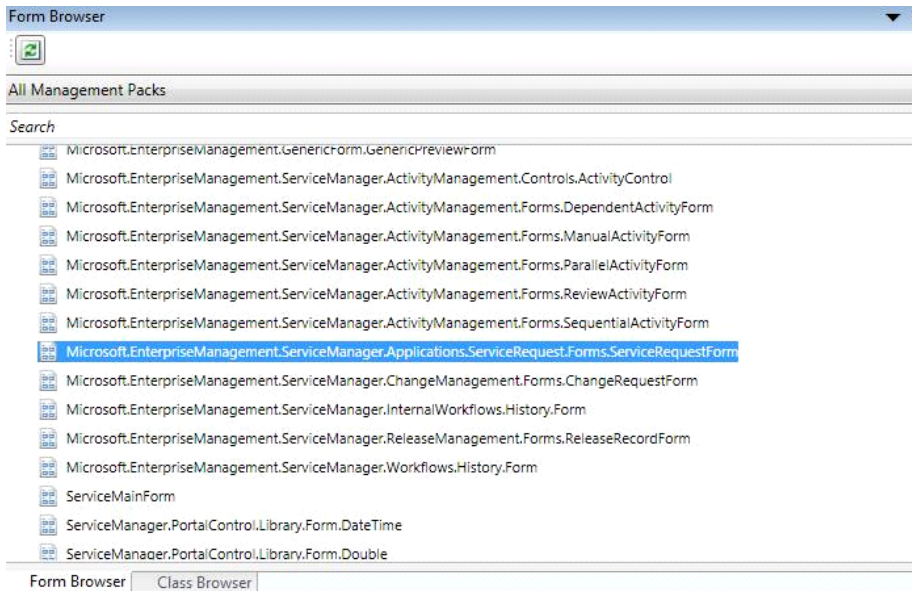 Form Browser
All Management Packs
Search
Microsoft.EnterpriseManagement.GenericForm.GenericPreviewForm
Microsoft.EnterpriseManagement.ServiceManager.ActivityManagement.Controls.ActivityControl
Microsoft.EnterpriseManagement.ServiceManager.ActivityManagement.Forms.DependentActivityForm
Microsoft.EnterpriseManagement.ServiceManager.ActivityManagement.Forms.ManualActivityForm
Microsoft.EnterpriseManagement.ServiceManager.ActivityManagement.Forms.ParallelActivityForm
Microsoft.EnterpriseManagement.ServiceManager.ActivityManagement.Forms.ReviewActivityForm
Microsoft.EnterpriseManagement.ServiceManager.ActivityManagement.Forms.SequentialActivityForm
Microsoft.EnterpriseManagement.ServiceManager.Applications.ServiceRequest.Forms.ServiceRequestForm
Microsoft.EnterpriseManagement.ServiceManager.ChangeManagement.Forms.ChangeRequestForm
Microsoft.EnterpriseManagement.ServiceManager.InternalWorkflows.History.Form
Microsoft.EnterpriseManagement.ServiceManager.ReleaseManagement.Forms.ReleaseRecordForm
Microsoft.EnterpriseManagement.ServiceManager.Workflows.History.Form
ServiceMainForm
ServiceManager.PortalControl.Library.Form.DateTime
ServiceManager.PortalControl.Library.Form.Double
Form Browser Class Browser